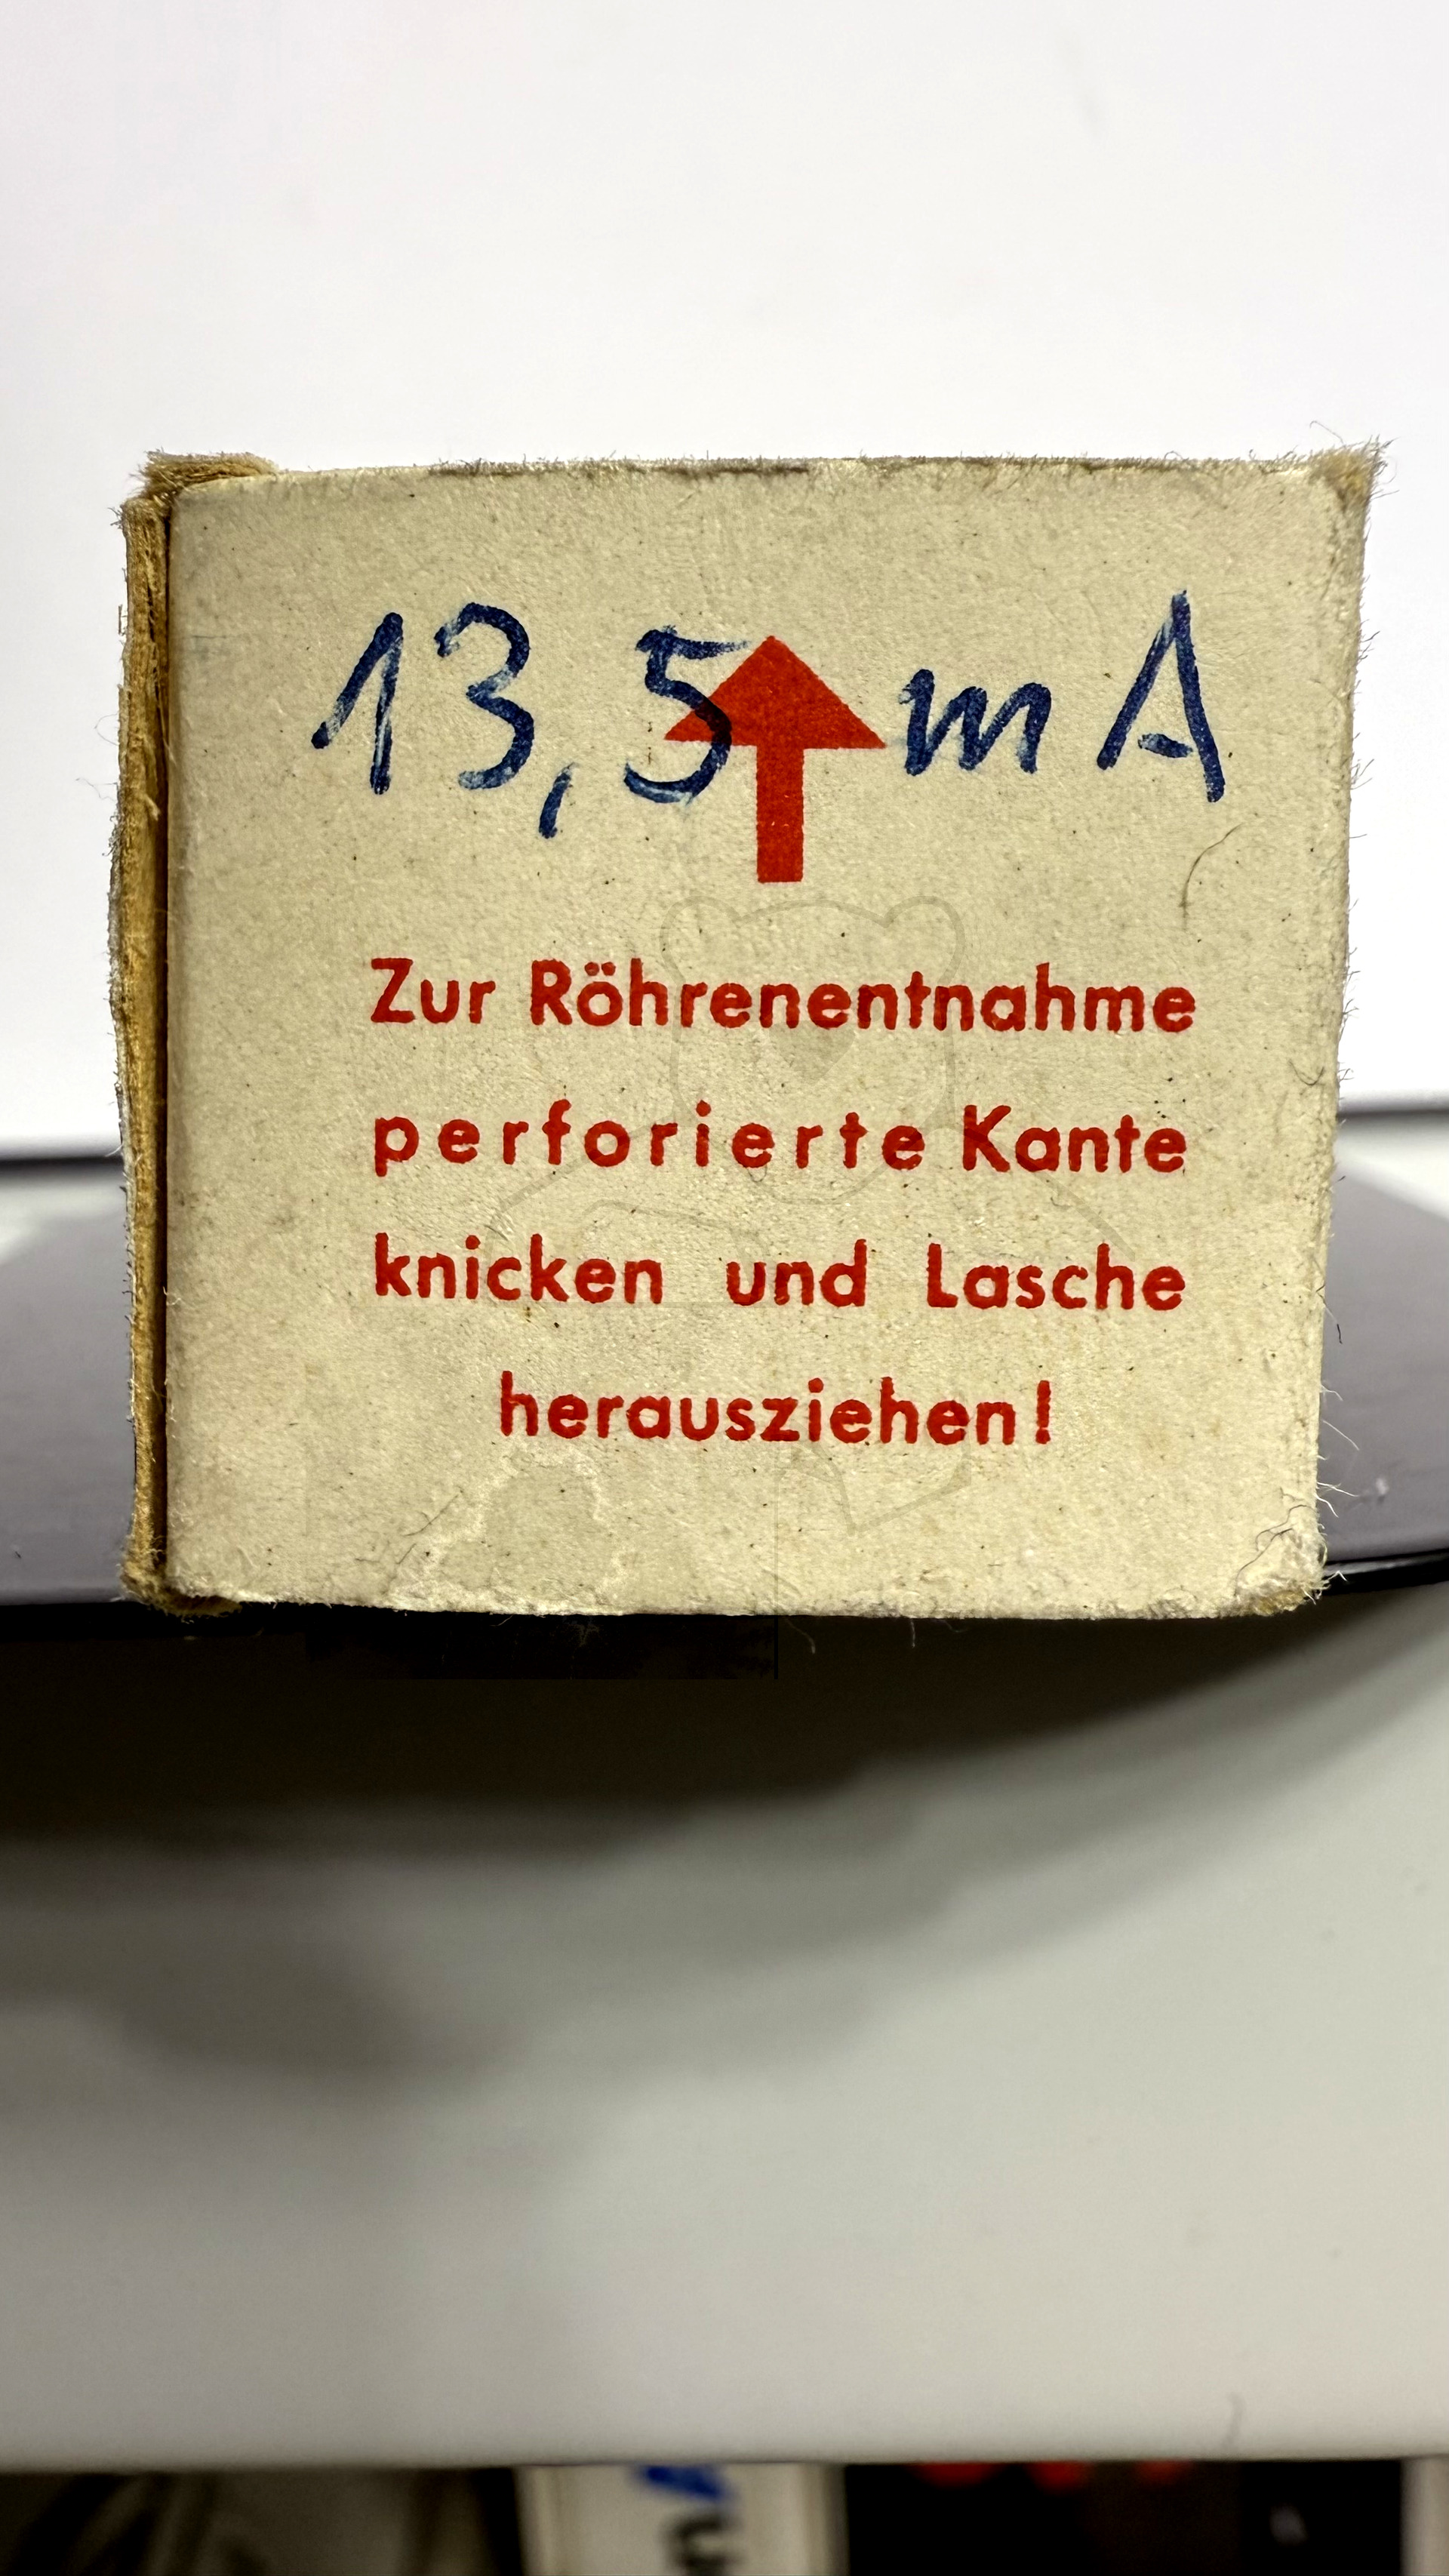 13,5 mA
Zur Röhrenentnahme
perforierte Kante
knicken und Lasche
herausziehen!